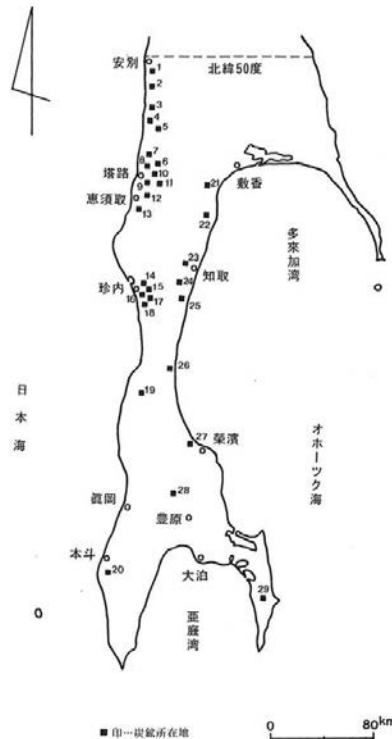 安別
北緯50度
1
2
3
4
5
7
8 6
塔路 10
9 11
恵須取 12
13
21
敷香
22
多來加湾
23
知取
14
珍内 15
24
16 17
25
18
26
19
日本海
オホーツク海
27
榮濱
28
眞岡
豊原
本斗
20
大泊
29
亜庭湾
■印…炭鉱所在地
0 80km